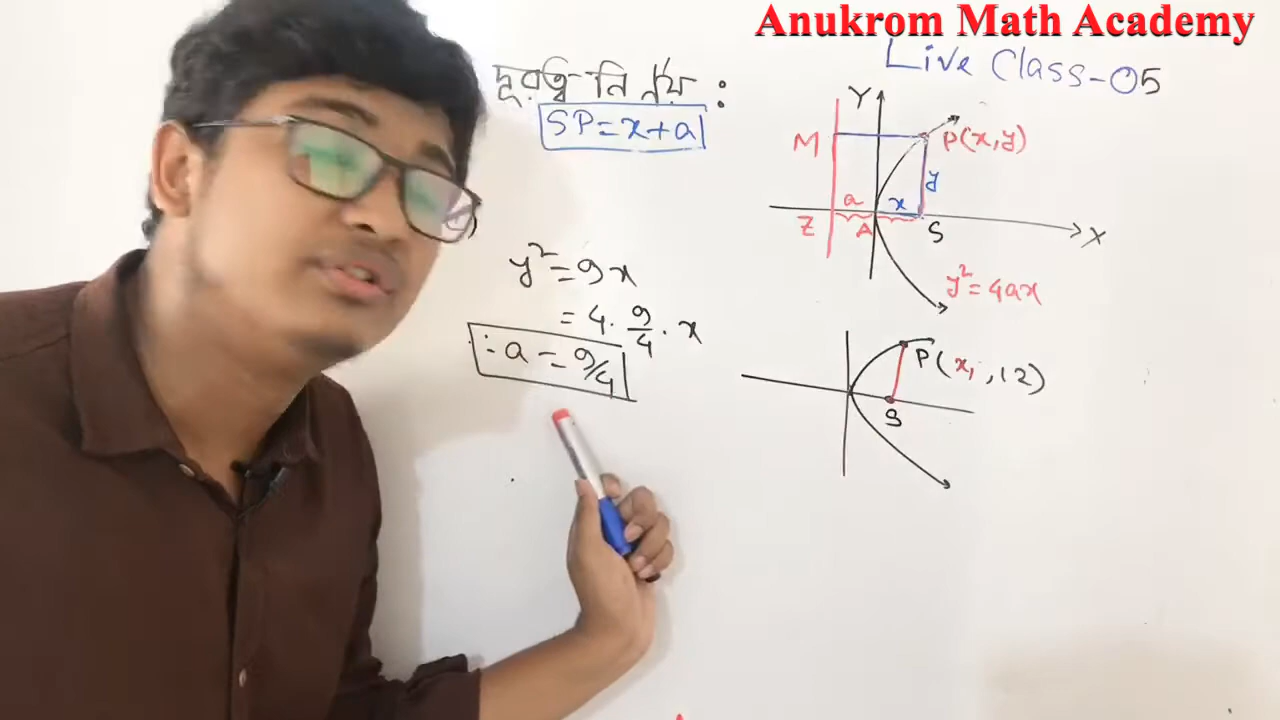 Anukrom Math Academy
Live Class-05
দূরত্ব নির্ণয় :
SP=x+a
Y
M
P(x,y)
y
a
x
Z
A
S
X
y²=4ax
y²=9x
=4·9/4·x
∴a=9/4
P(x₁,12)
S